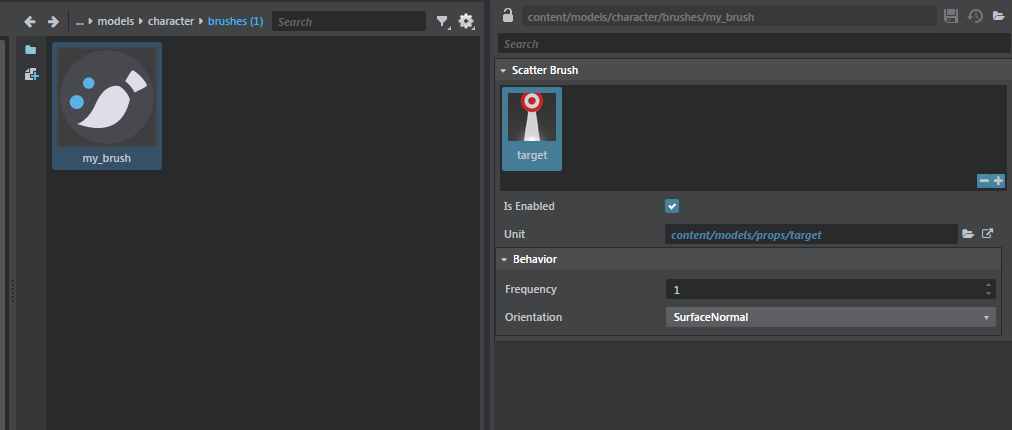 ... models character brushes (1) Search
my_brush
content/models/character/brushes/my_brush
Search
Scatter Brush
target
Is Enabled
Unit content/models/props/target
Behavior
Frequency 1
Orientation SurfaceNormal